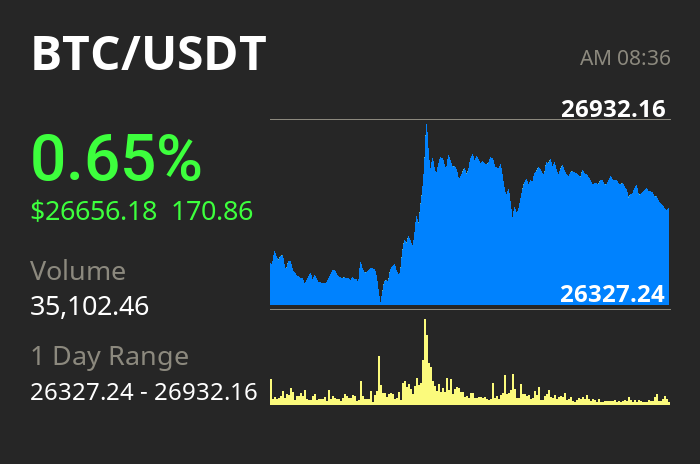 BTC/USDT
AM 08:36
26932.16
0.65%
$26656.18 170.86
Volume
35,102.46
26327.24
1 Day Range
26327.24 - 26932.16